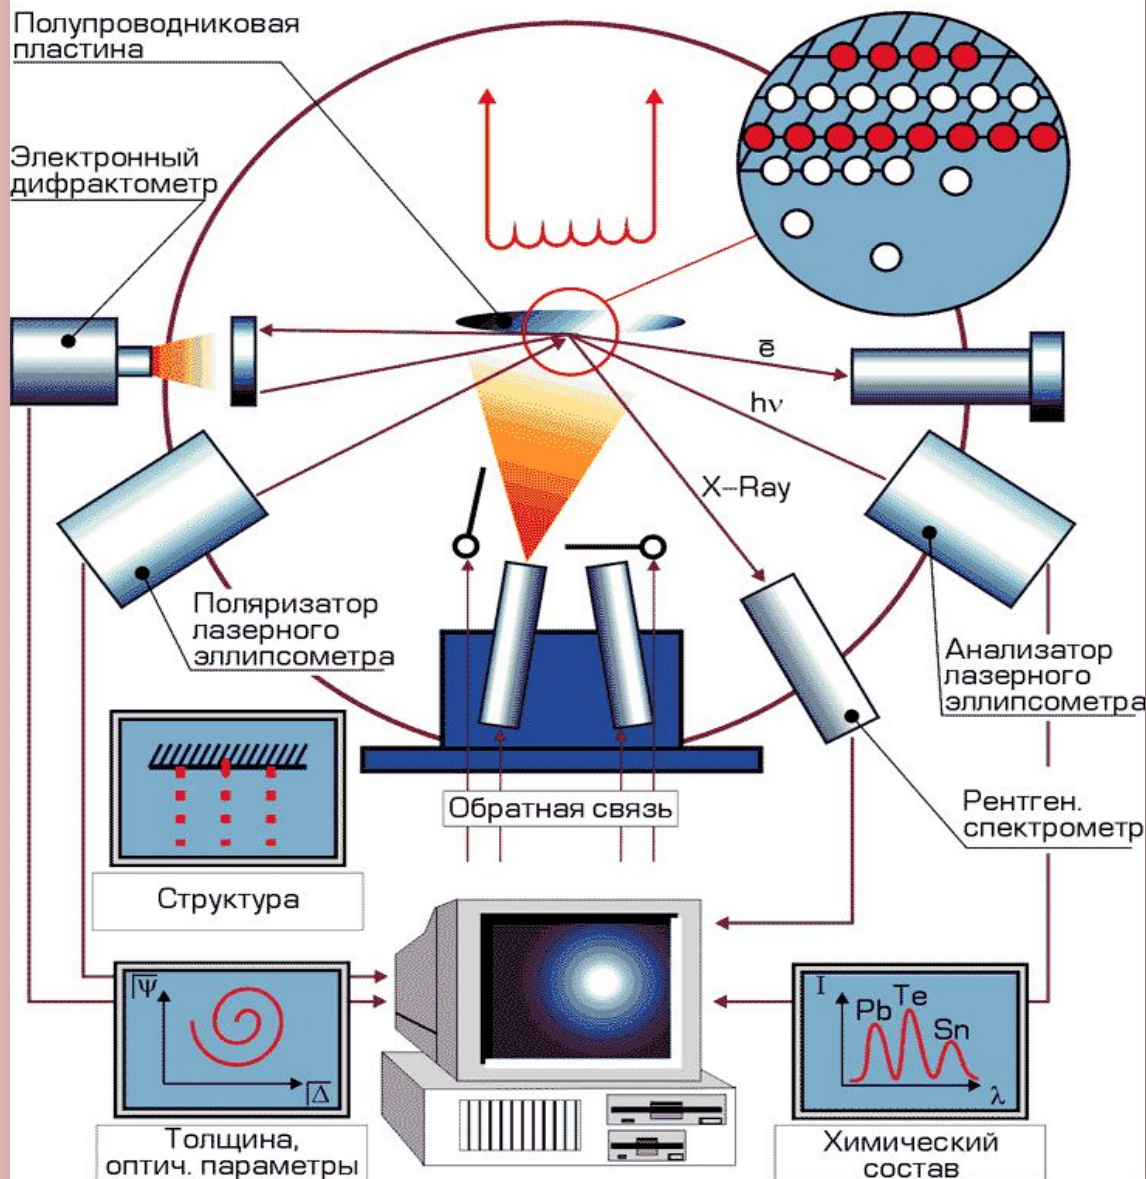 Полупроводниковая
пластина
Электронный
дифрактометр
e̅
hν
X–Ray
Поляризатор
лазерного
эллипсометра
Анализатор
лазерного
эллипсометра
Обратная связь
Рентген.
спектрометр
Структура
Ψ
Δ
Толщина,
оптич. параметры
I
Pb Te
Sn
λ
Химический
состав